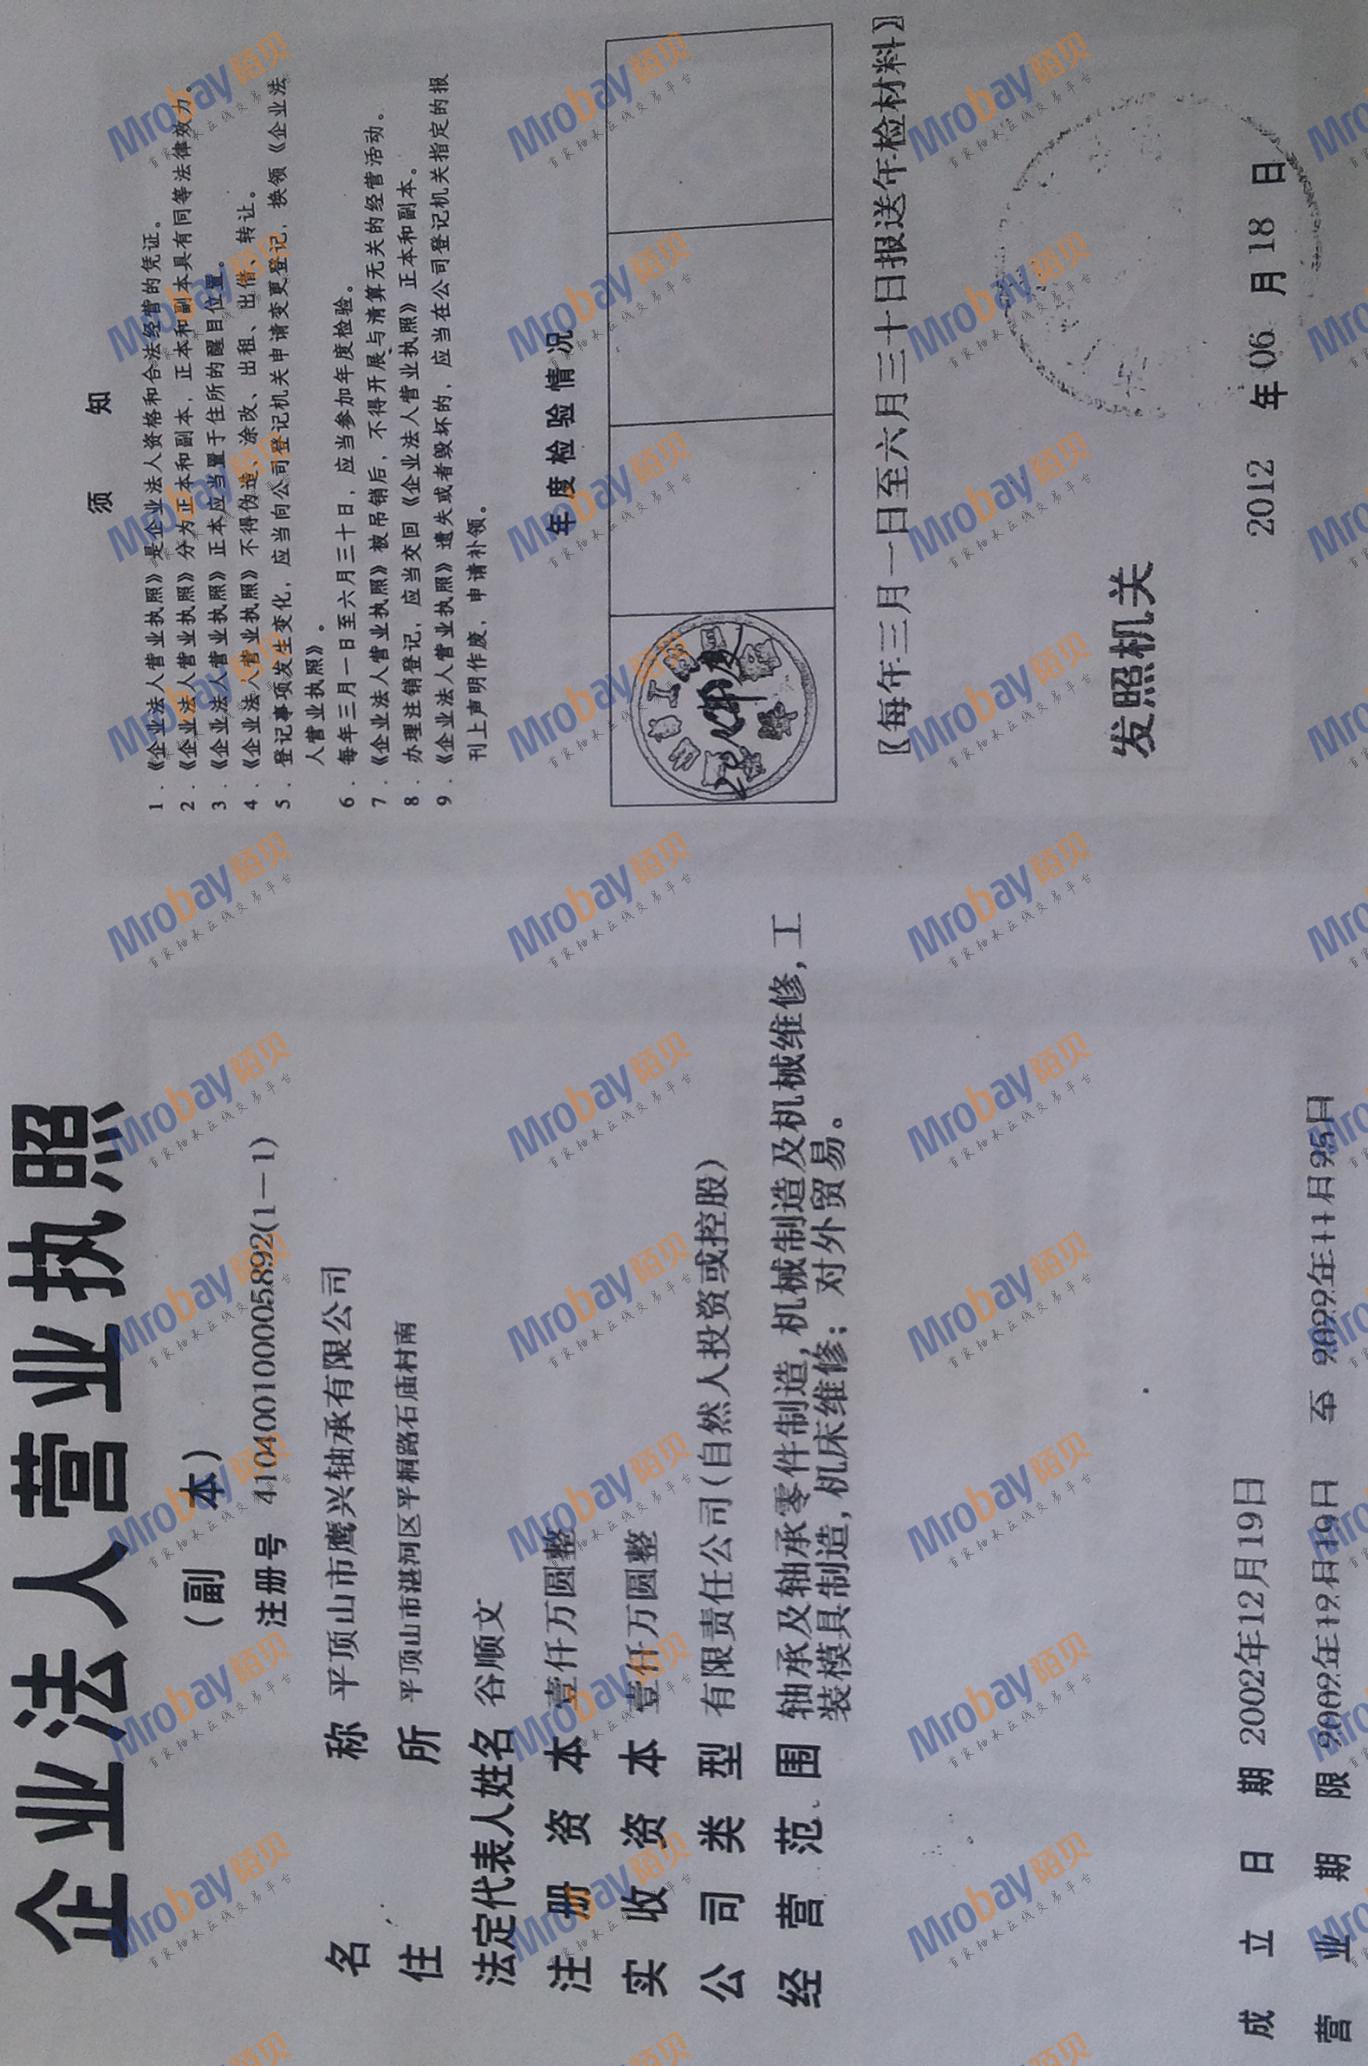 企业法人营业执照
（副 本）
注册号 410400100005892(1—1)
名 称 平顶山市鹰兴轴承有限公司
住 所 平顶山市湛河区平桐路石庙村南
法定代表人姓名 谷顺文
注 册 资 本 壹仟万圆整
实 收 资 本 壹仟万圆整
公 司 类 型 有限责任公司(自然人投资或控股)
经 营 范 围 轴承及轴承零件制造,机械制造及机械维修,工
装模具制造,机床维修;对外贸易。
成 立 日 期 2002年12月19日
营 业 期 限 2002年12月19日 至 2022年11月25日
须 知
1.《企业法人营业执照》是企业法人资格和合法经营的凭证。
2.《企业法人营业执照》分为正本和副本,正本和副本具有同等法律效力。
3.《企业法人营业执照》正本应当置于住所的醒目位置。
4.《企业法人营业执照》不得伪造、涂改、出租、出借、转让。
5.登记事项发生变化,应当向公司登记机关申请变更登记,换领《企业法
人营业执照》。
6.每年三月一日至六月三十日,应当参加年度检验。
7.《企业法人营业执照》被吊销后,不得开展与清算无关的经营活动。
8.办理注销登记,应当交回《企业法人营业执照》正本和副本。
9.《企业法人营业执照》遗失或者毁坏的,应当在公司登记机关指定的报
刊上声明作废,申请补领。
年度检验情况
〖每年三月一日至六月三十日报送年检材料〗
发照机关
2012 年 06 月 18 日
Mrobay陌贝
首家轴承在线交易平台